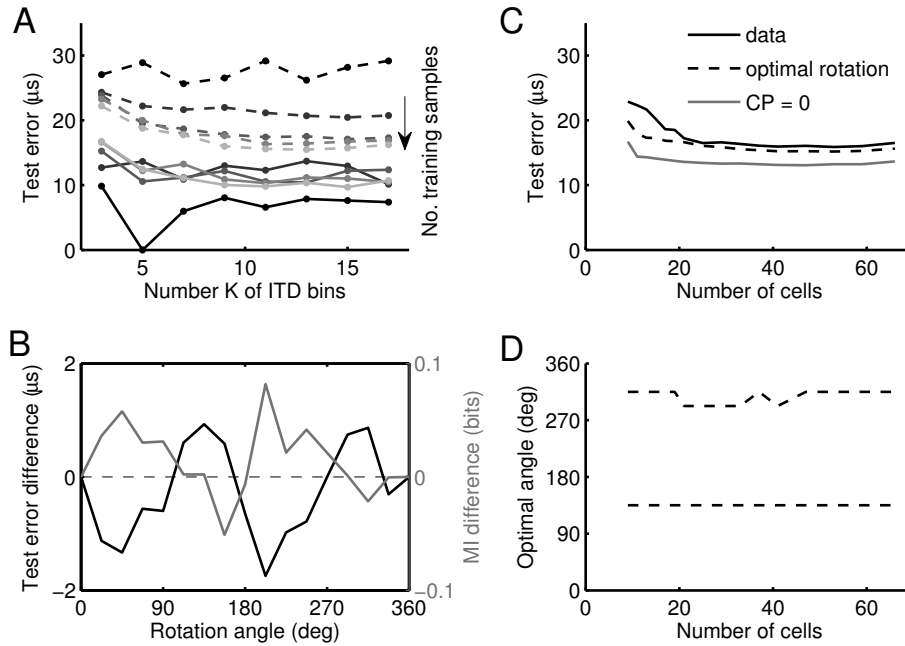 A
Test error (µs)
30
20
10
0
5
10
15
Number K of ITD bins
No. training samples
C
Test error (µs)
30
20
10
0
0
20
40
60
Number of cells
data
optimal rotation
CP = 0
B
Test error difference (µs)
2
1
0
−1
−2
0
90
180
270
360
Rotation angle (deg)
0.1
0
−0.1
MI difference (bits)
D
Optimal angle (deg)
360
270
180
90
0
0
20
40
60
Number of cells